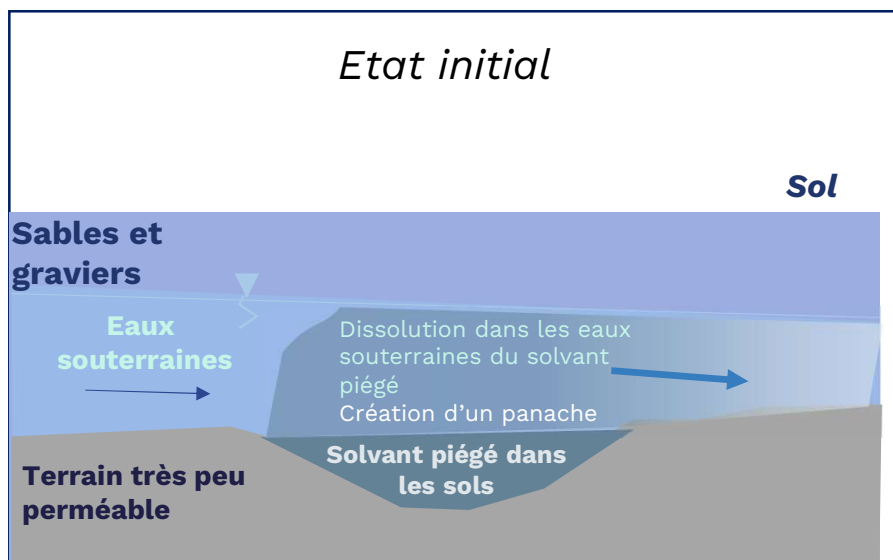 Etat initial
Sol
Sables et
graviers
Eaux
souterraines
Dissolution dans les eaux
souterraines du solvant
piégé
Création d’un panache
Solvant piégé dans
les sols
Terrain très peu
perméable